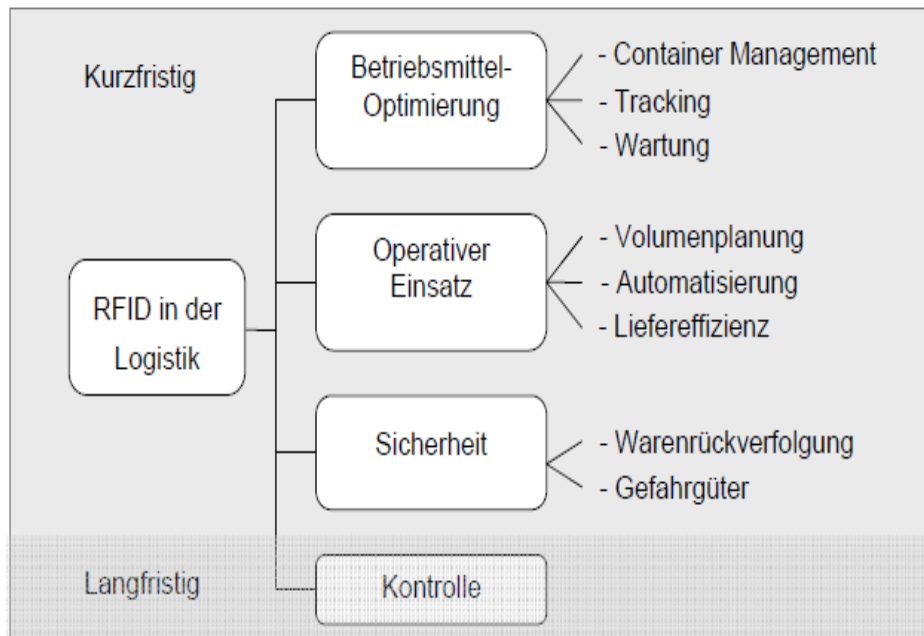 Kurzfristig
Betriebsmittel-
Optimierung
- Container Management
- Tracking
- Wartung
RFID in der
Logistik
Operativer
Einsatz
- Volumenplanung
- Automatisierung
- Liefereffizienz
Sicherheit
- Warenrückverfolgung
- Gefahrgüter
Langfristig
Kontrolle